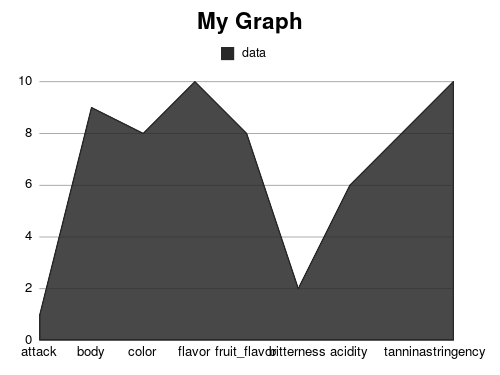 My Graph
data
10
8
6
4
2
0
attack body color flavor fruit_flavor bitterness acidity tannin astringency